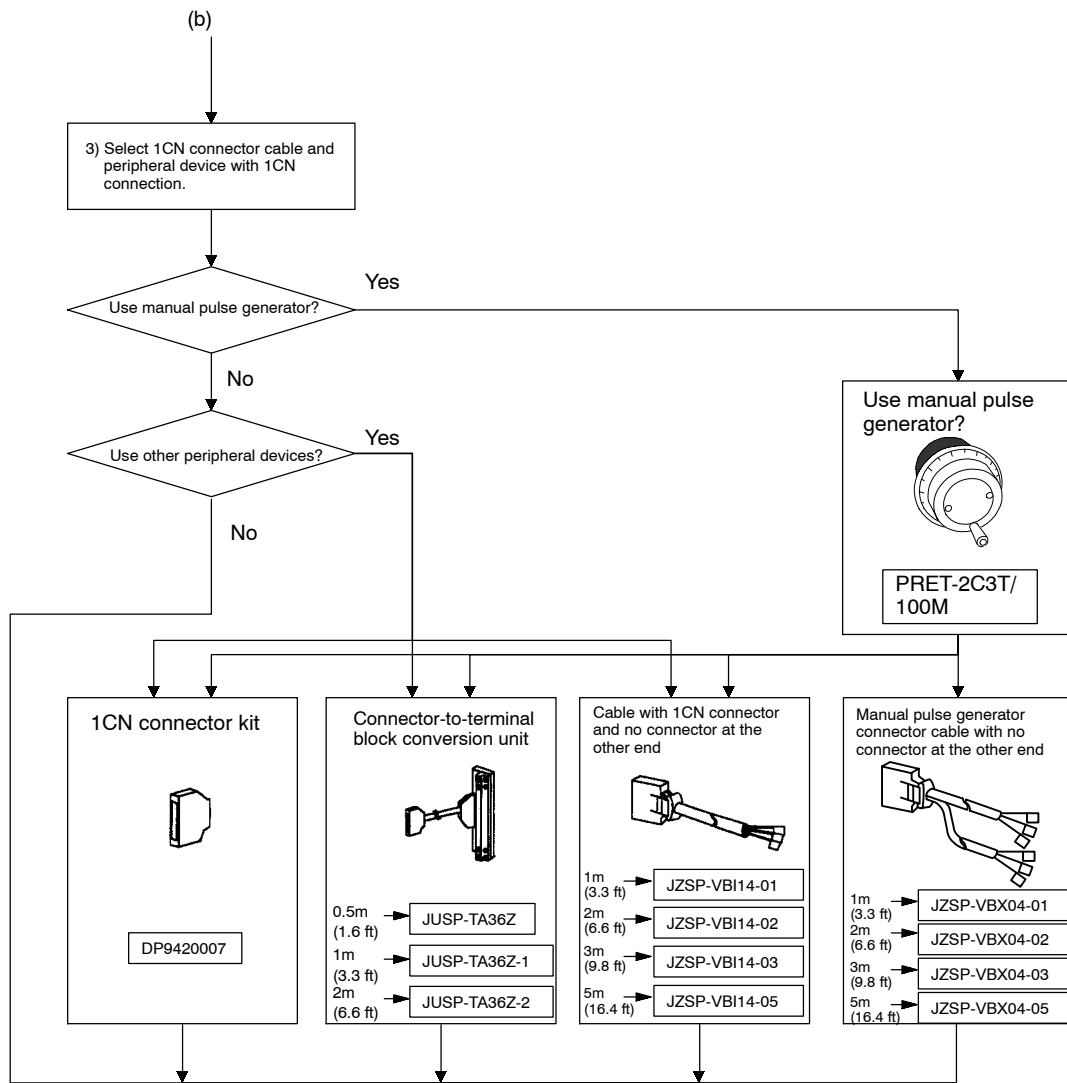 (b)
3) Select 1CN connector cable and
peripheral device with 1CN
connection.
Use manual pulse generator?
Yes
No
Use other peripheral devices?
Yes
No
Use manual pulse
generator?
PRET-2C3T/
100M
1CN connector kit
DP9420007
Connector-to-terminal
block conversion unit
0.5m
(1.6 ft)
JUSP-TA36Z
1m
(3.3 ft)
JUSP-TA36Z-1
2m
(6.6 ft)
JUSP-TA36Z-2
Cable with 1CN connector
and no connector at the
other end
1m
(3.3 ft)
JZSP-VBI14-01
2m
(6.6 ft)
JZSP-VBI14-02
3m
(9.8 ft)
JZSP-VBI14-03
5m
(16.4 ft)
JZSP-VBI14-05
Manual pulse generator
connector cable with no
connector at the other end
1m
(3.3 ft)
JZSP-VBX04-01
2m
(6.6 ft)
JZSP-VBX04-02
3m
(9.8 ft)
JZSP-VBX04-03
5m
(16.4 ft)
JZSP-VBX04-05